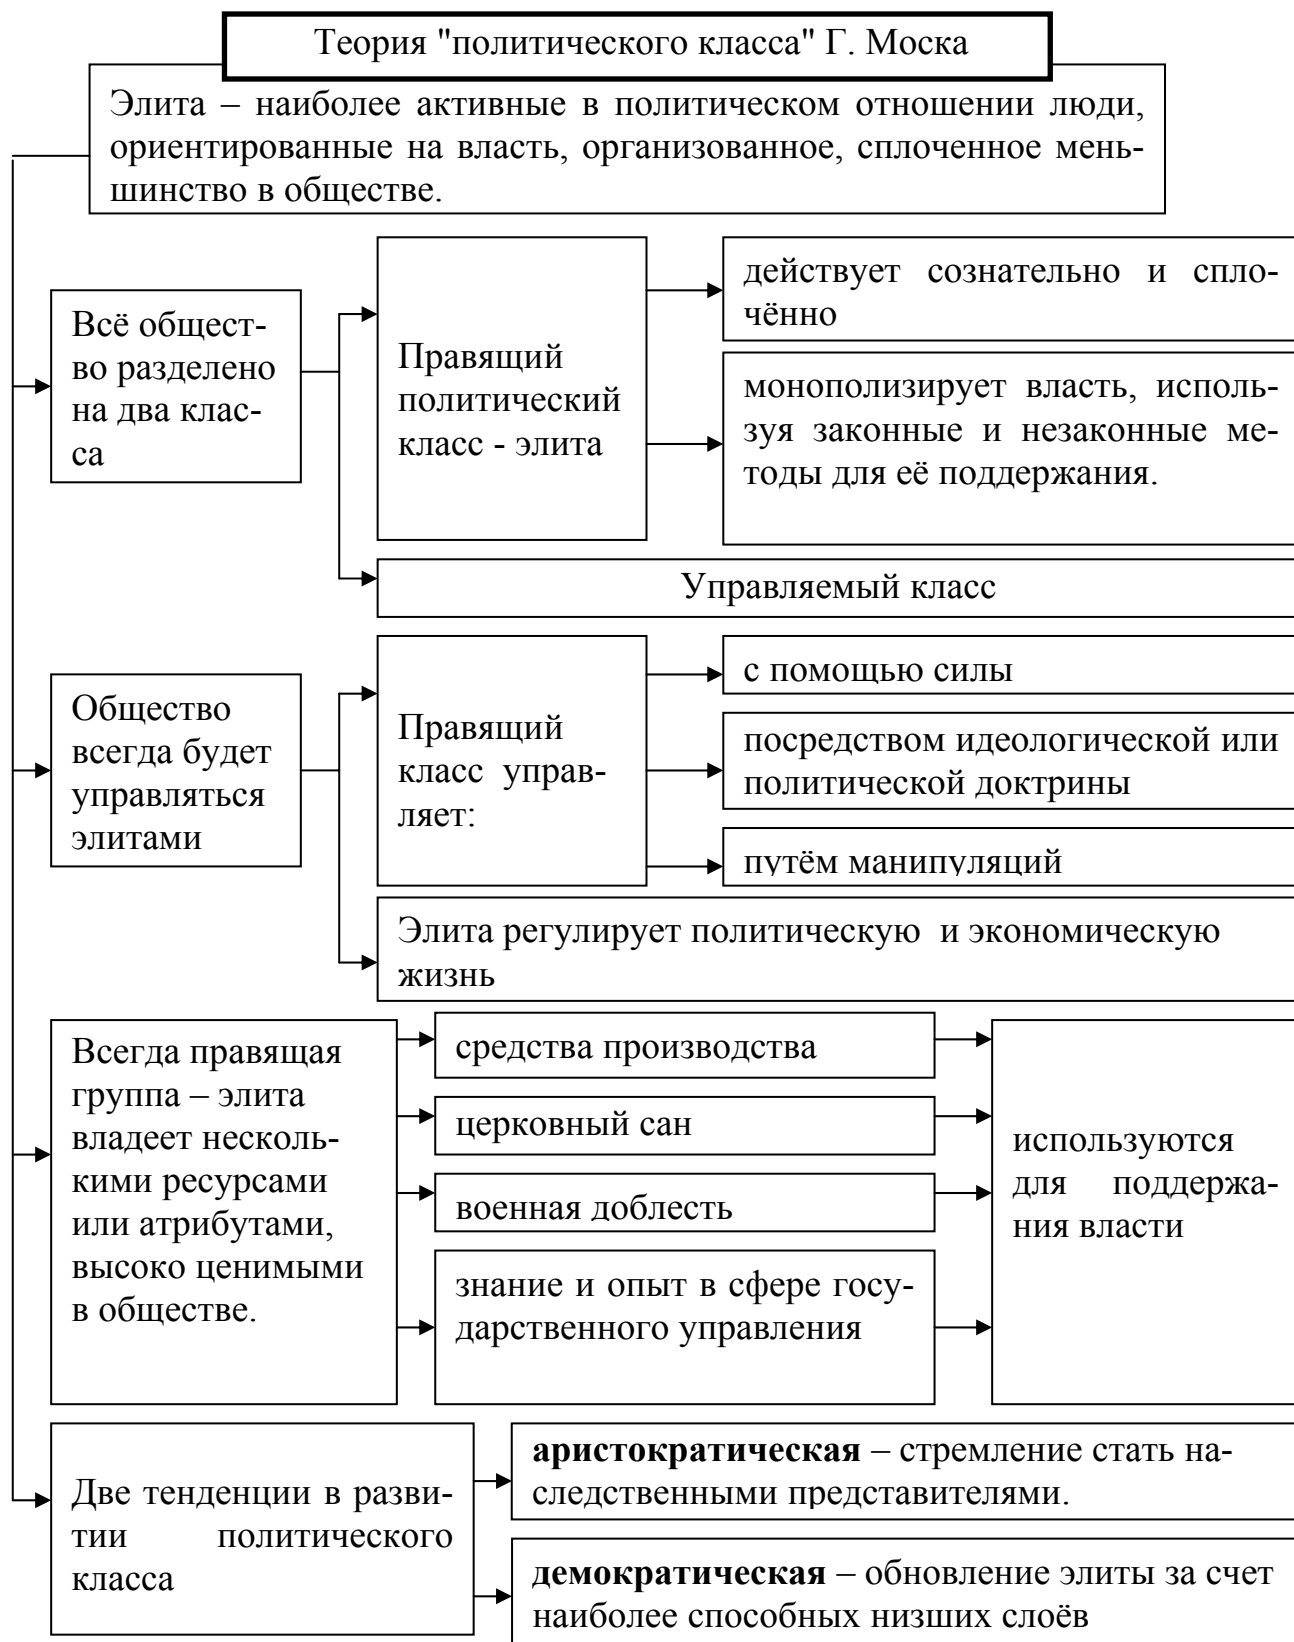 Теория "политического класса" Г. Моска
Элита – наиболее активные в политическом отношении люди,
ориентированные на власть, организованное, сплоченное мень-
шинство в обществе.
Всё общест-
во разделено
на два клас-
са
Правящий
политический
класс - элита
действует сознательно и спло-
чённо
монополизирует власть, исполь-
зуя законные и незаконные ме-
тоды для её поддержания.
Управляемый класс
Общество
всегда будет
управляться
элитами
Правящий
класс управ-
ляет:
с помощью силы
посредством идеологической или
политической доктрины
путём манипуляций
Элита регулирует политическую и экономическую
жизнь
Всегда правящая
группа – элита
владеет несколь-
кими ресурсами
или атрибутами,
высоко ценимыми
в обществе.
средства производства
церковный сан
военная доблесть
знание и опыт в сфере госу-
дарственного управления
используются
для поддержа-
ния власти
Две тенденции в разви-
тии политического
класса
аристократическая – стремление стать на-
следственными представителями.
демократическая – обновление элиты за счет
наиболее способных низших слоёв